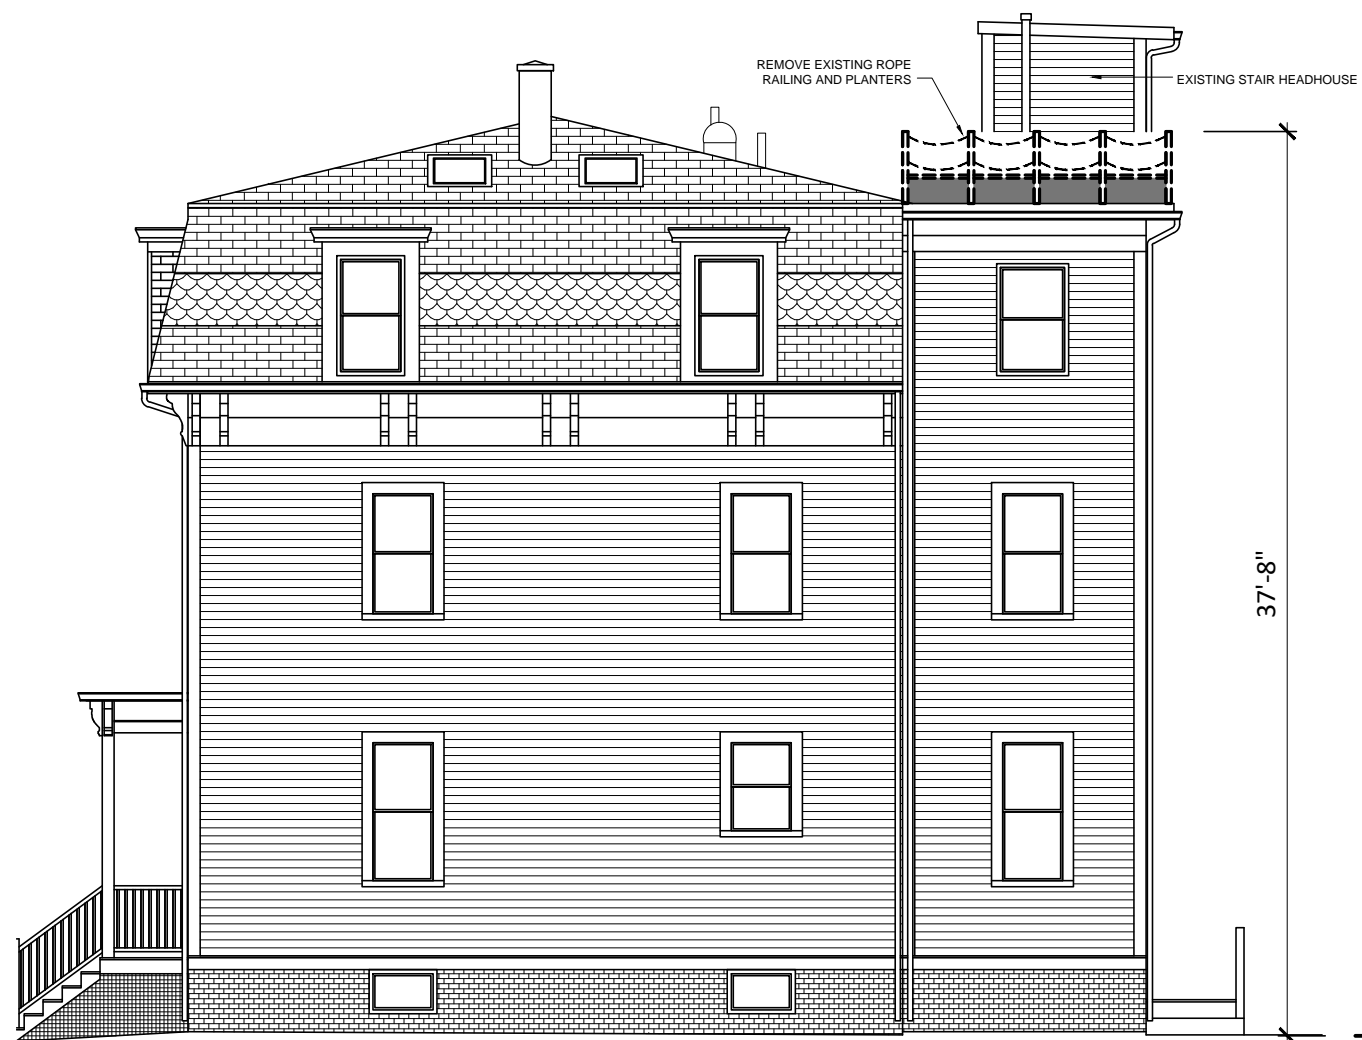 REMOVE EXISTING ROPE
RAILING AND PLANTERS
EXISTING STAIR HEADHOUSE
37'-8"